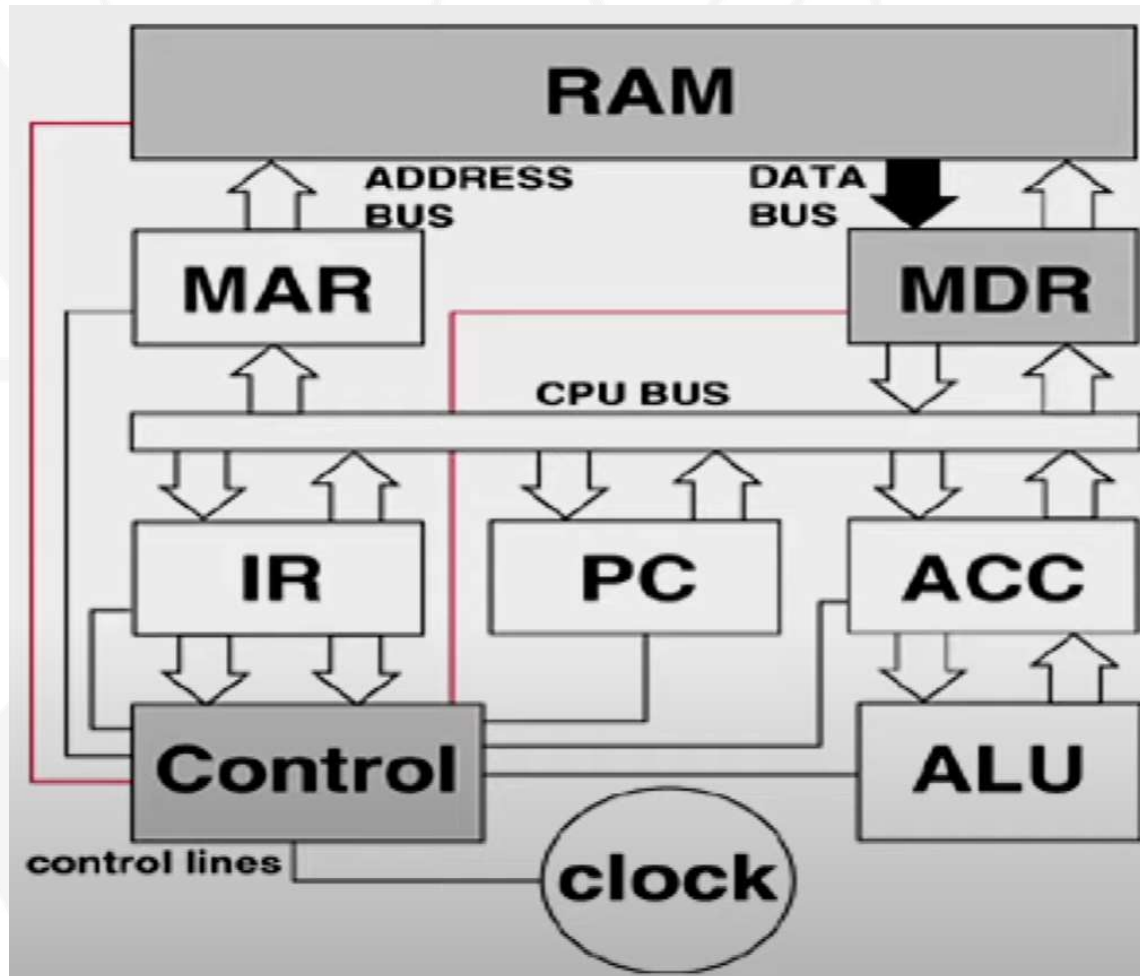 RAM
ADDRESS
BUS
DATA
BUS
MAR
MDR
CPU BUS
IR
PC
ACC
Control
ALU
control lines
clock